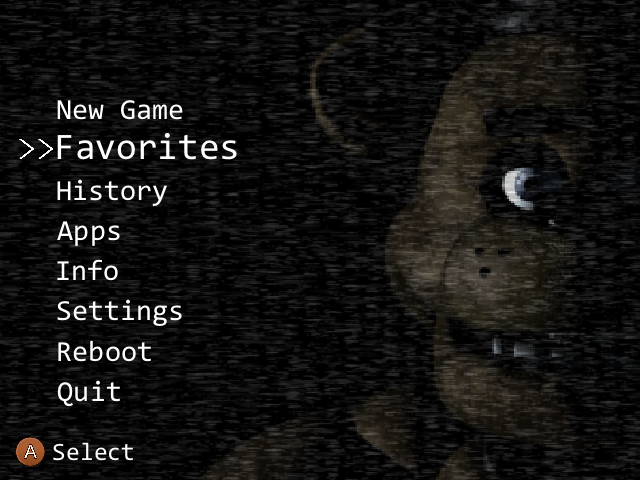 New Game
>>Favorites
History
Apps
Info
Settings
Reboot
Quit
A Select